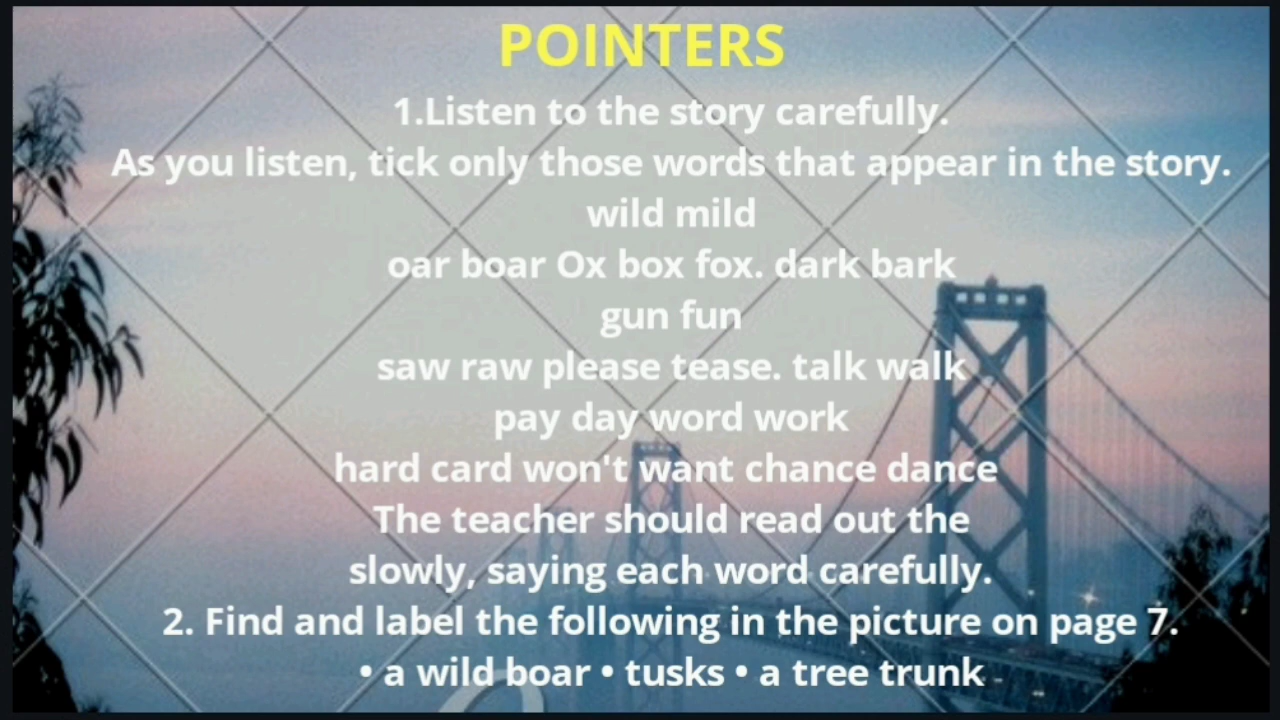 POINTERS
1.Listen to the story carefully.
As you listen, tick only those words that appear in the story.
wild mild
oar boar Ox box fox. dark bark
gun fun
saw raw please tease. talk walk
pay day word work
hard card won't want chance dance
The teacher should read out the
slowly, saying each word carefully.
2. Find and label the following in the picture on page 7.
• a wild boar • tusks • a tree trunk